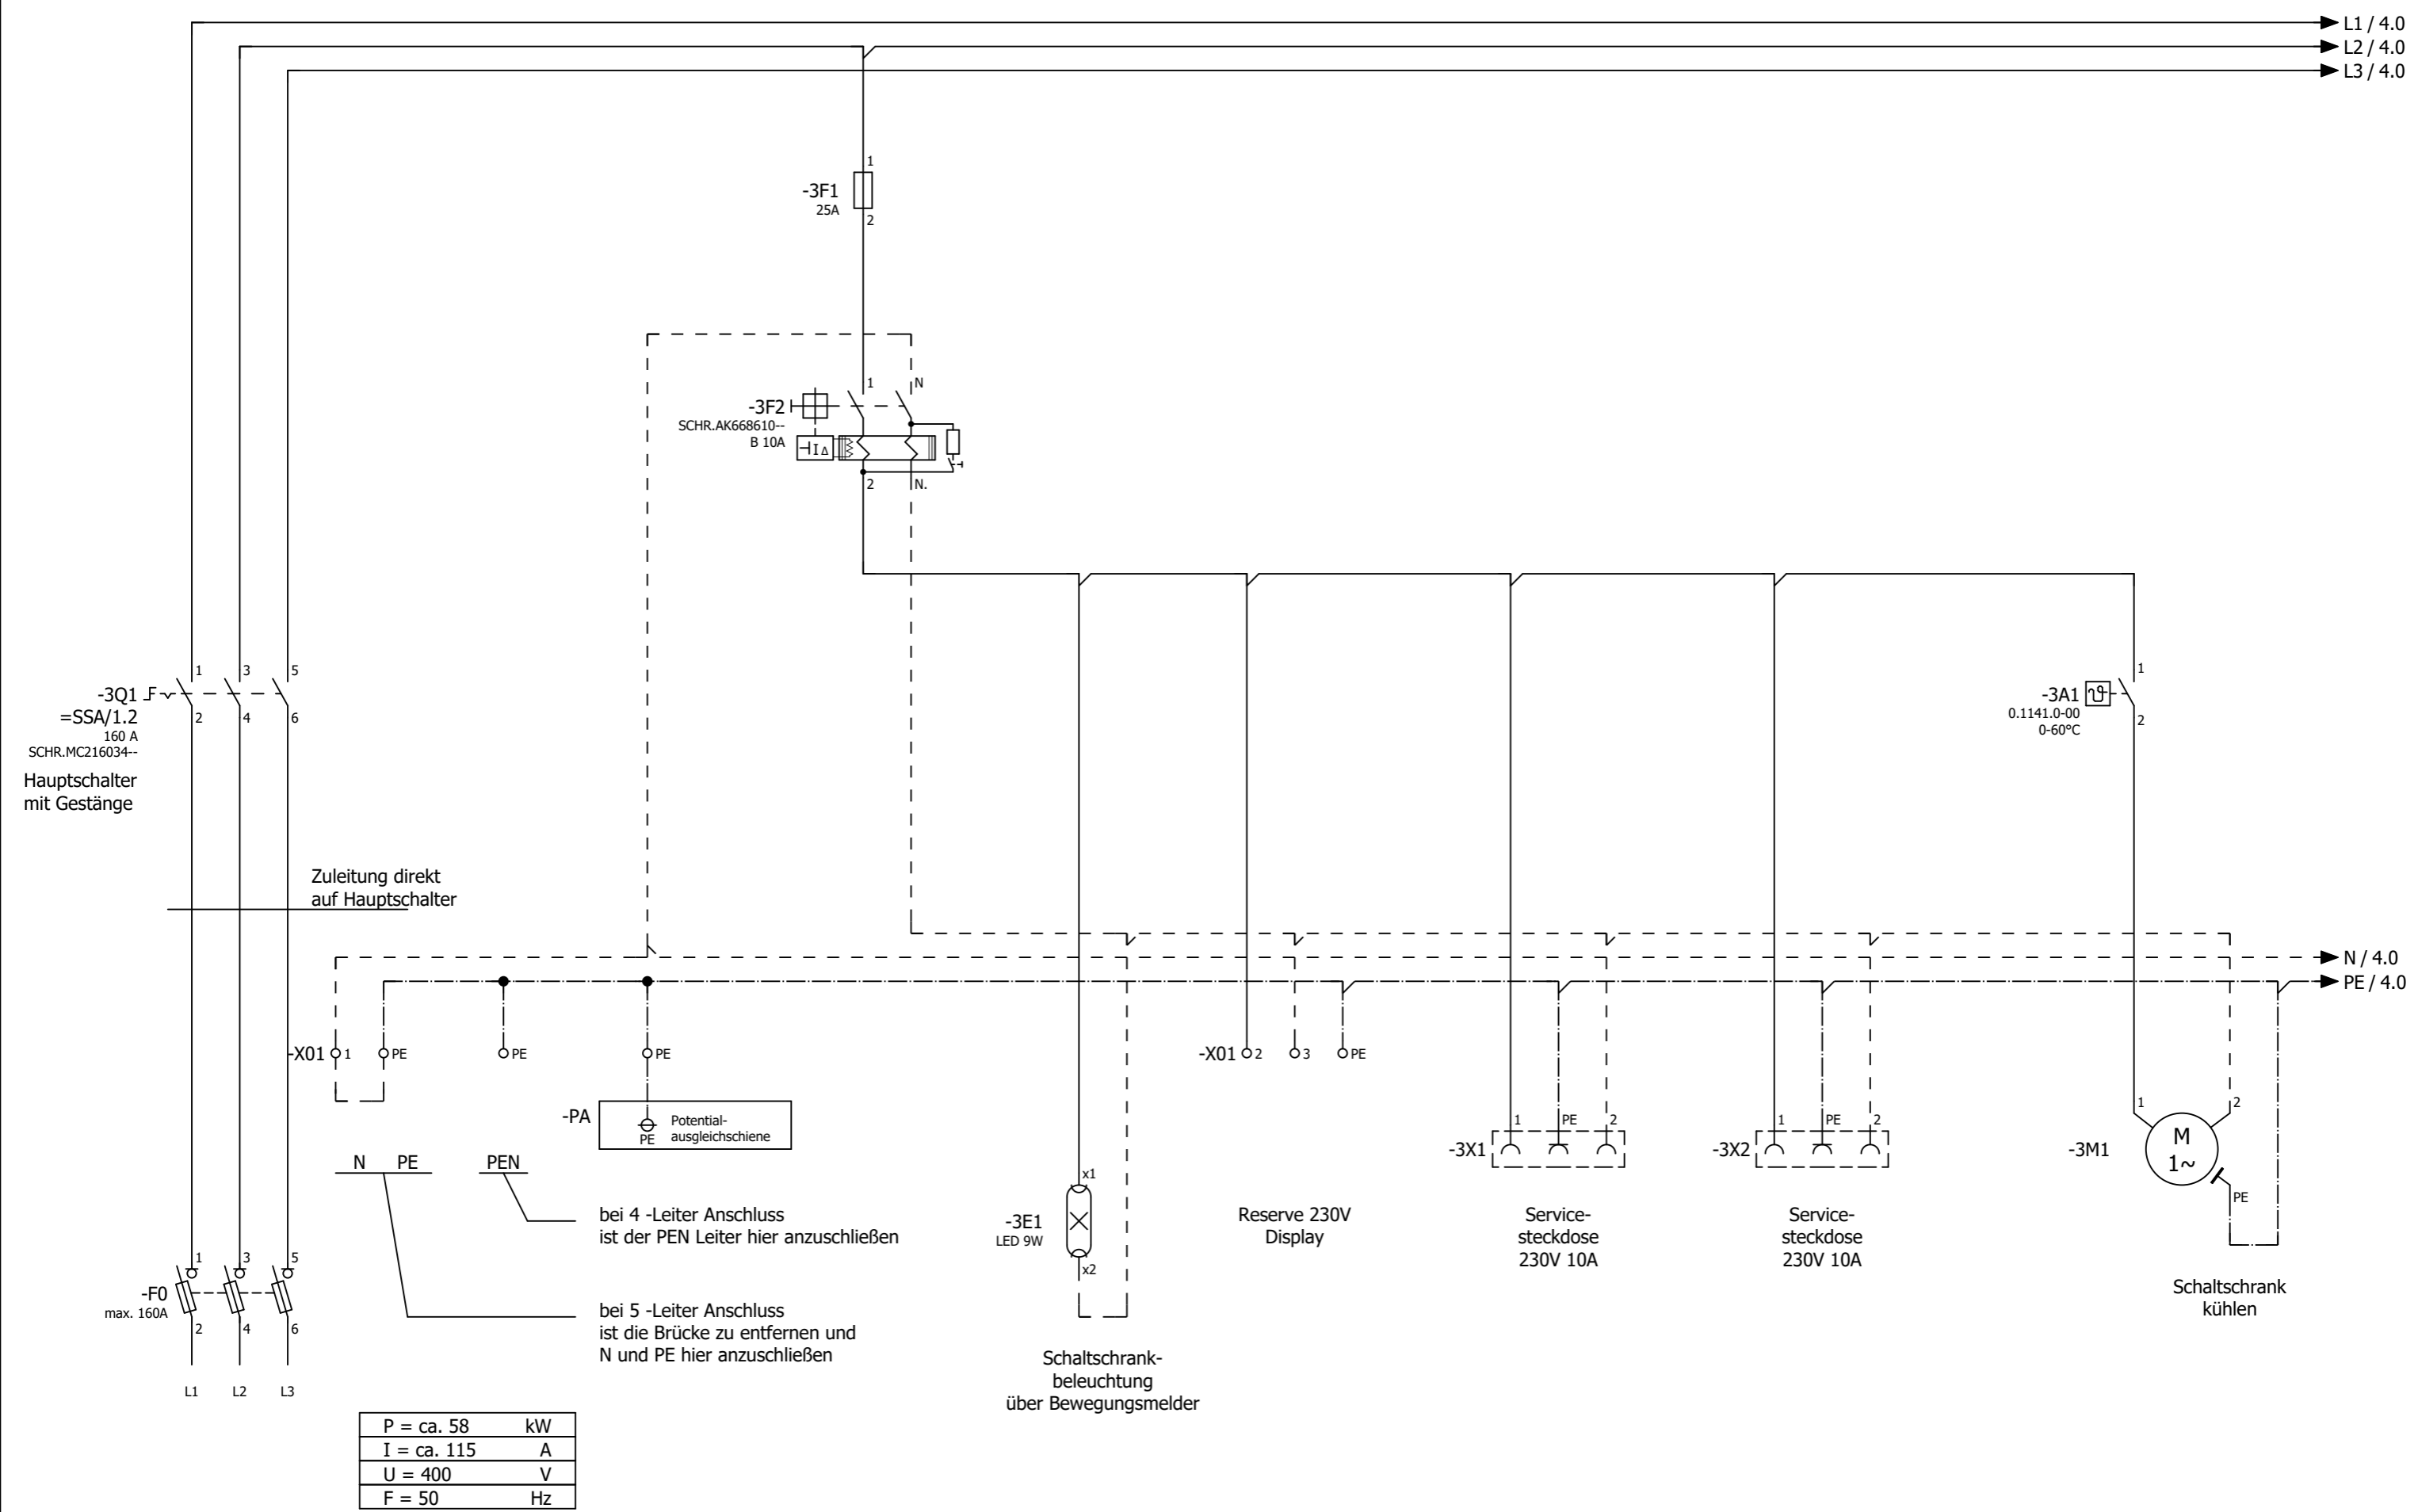 L1 / 4.0
L2 / 4.0
L3 / 4.0
1
-3F1
25A
2
1
N
-3F2
SCHR.AK668610--
B 10A
I Δ
2
N.
1
3
5
-3Q1
=SSA/1.2
160 A
SCHR.MC216034--
2
4
6
Hauptschalter
mit Gestänge
1
-3A1
ϑ
0.1141.0-00
0-60°C
2
Zuleitung direkt
auf Hauptschalter
N / 4.0
PE / 4.0
-X01
1
PE
PE
PE
-X01
2
3
PE
-PA
PE
Potential-
ausgleichschiene
N
PE
PEN
bei 4 -Leiter Anschluss
ist der PEN Leiter hier anzuschließen
bei 5 -Leiter Anschluss
ist die Brücke zu entfernen und
N und PE hier anzuschließen
x1
-3E1
LED 9W
x2
Schaltschrank-
beleuchtung
über Bewegungsmelder
Reserve 230V
Display
-3X1
1
PE
2
Service-
steckdose
230V 10A
-3X2
1
PE
2
Service-
steckdose
230V 10A
1
2
-3M1
M
1~
PE
Schaltschrank
kühlen
1
3
5
-F0
max. 160A
2
4
6
L1
L2
L3
P = ca. 58 kW
I = ca. 115 A
U = 400 V
F = 50 Hz